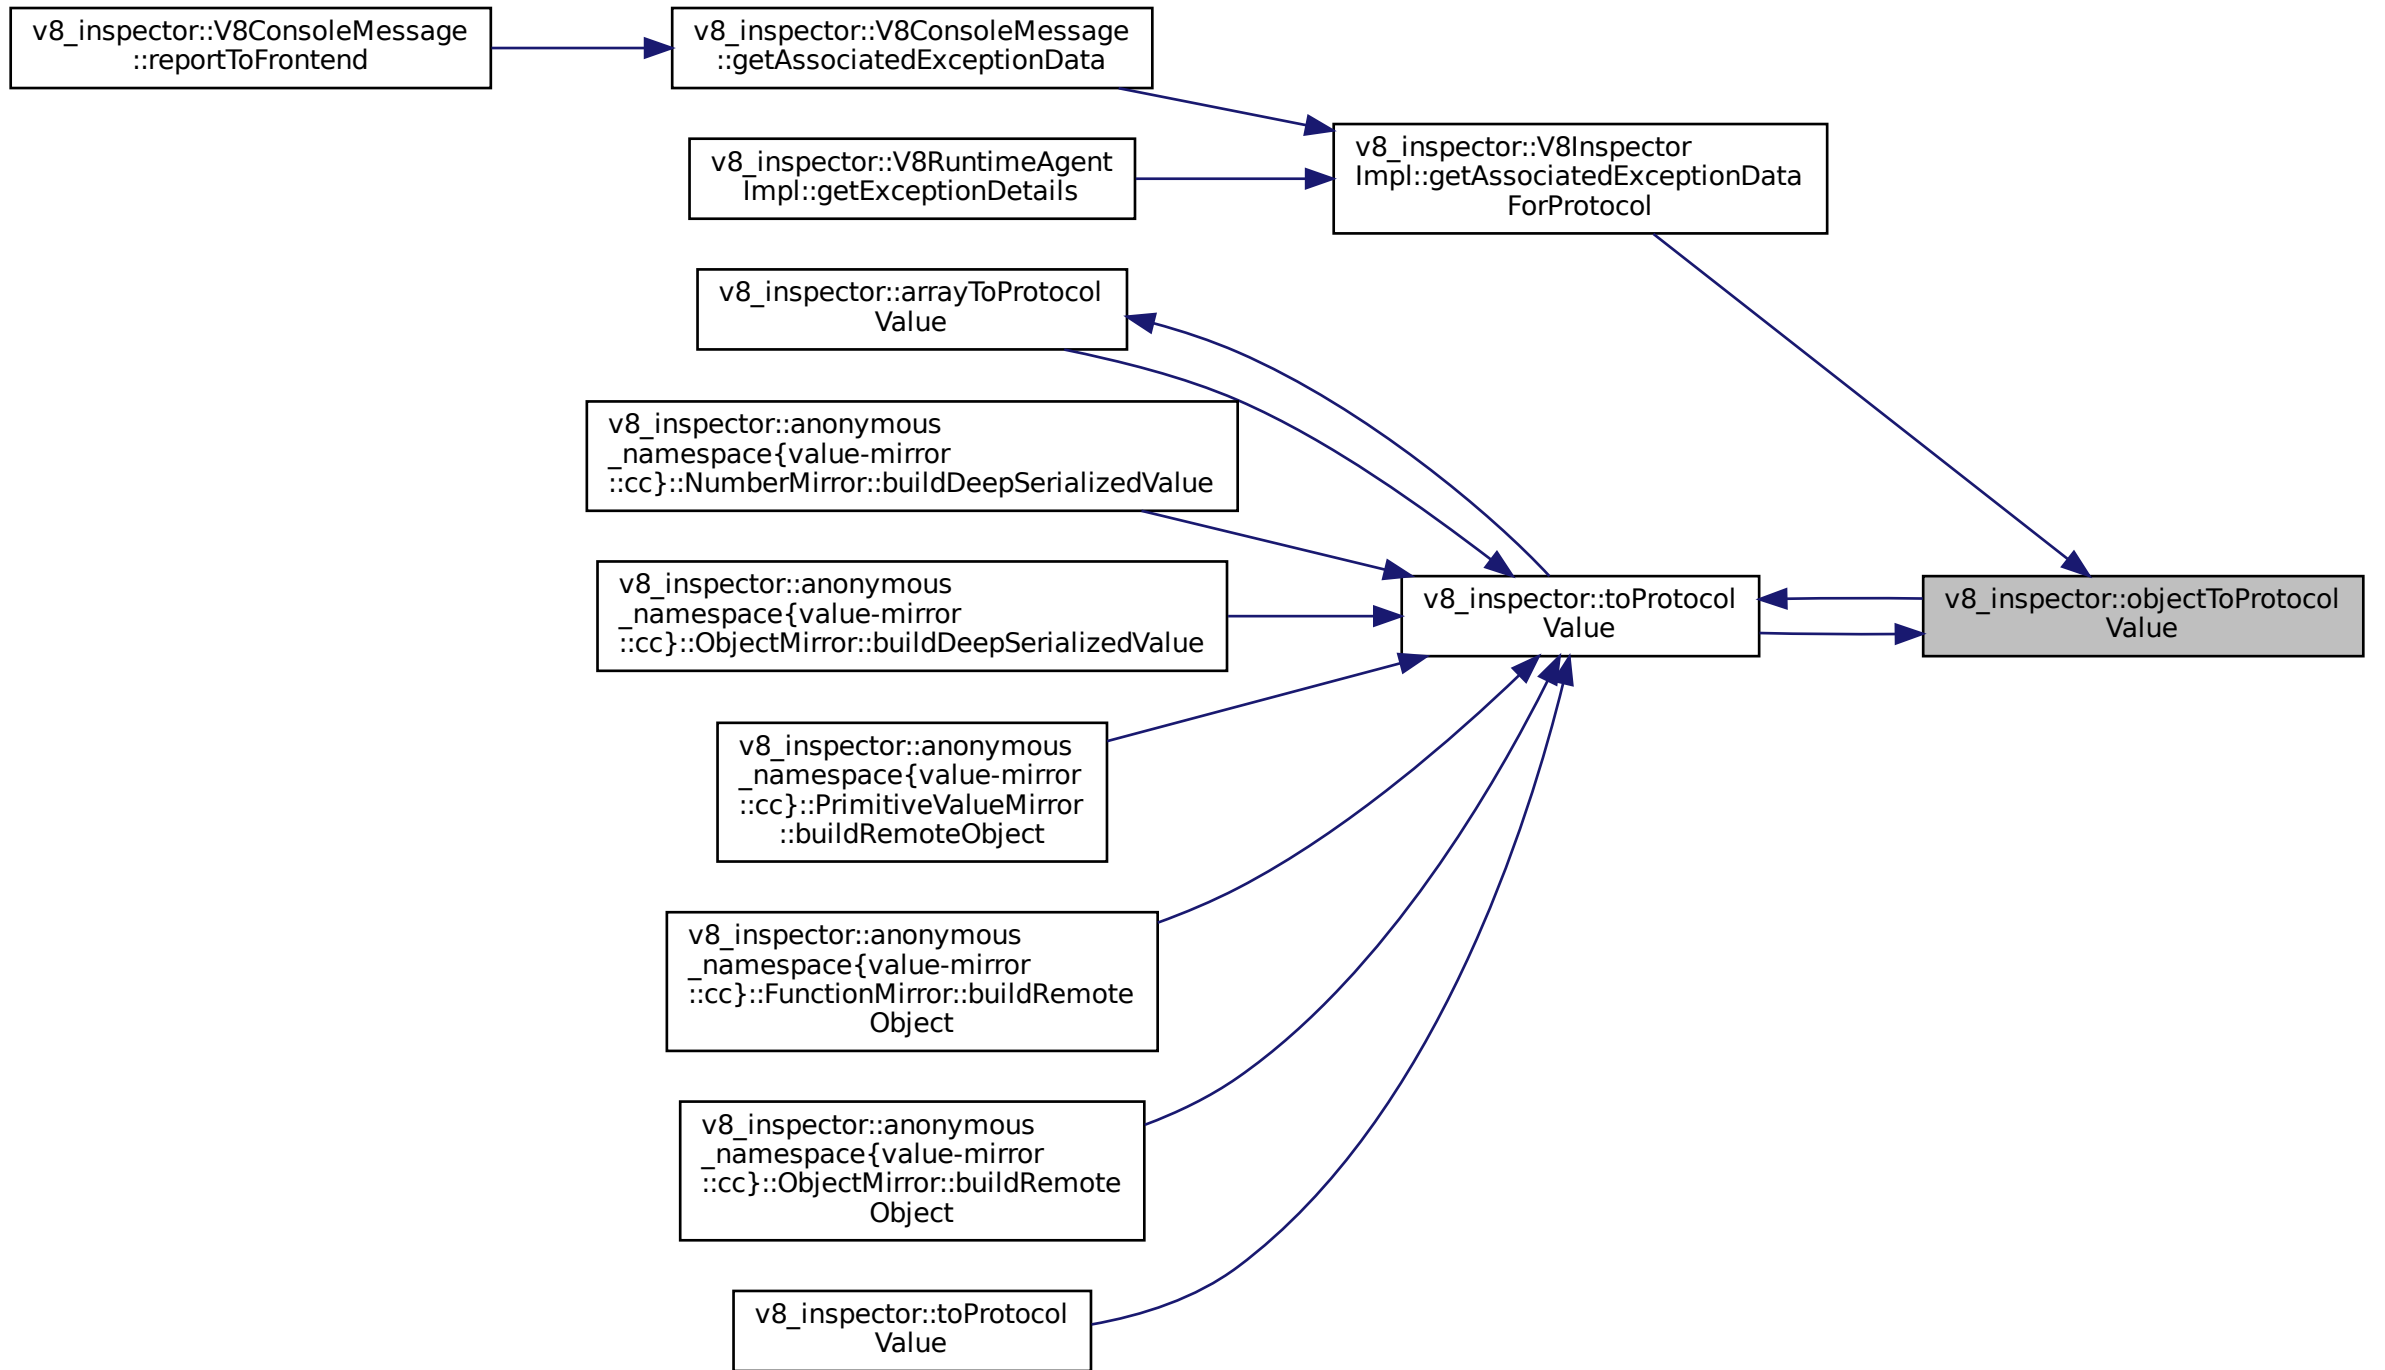 v8_inspector::V8ConsoleMessage
::reportToFrontend
v8_inspector::V8ConsoleMessage
::getAssociatedExceptionData
v8_inspector::V8RuntimeAgent
Impl::getExceptionDetails
v8_inspector::V8Inspector
Impl::getAssociatedExceptionData
ForProtocol
v8_inspector::arrayToProtocol
Value
v8_inspector::anonymous
_namespace{value-mirror
::cc}::NumberMirror::buildDeepSerializedValue
v8_inspector::anonymous
_namespace{value-mirror
::cc}::ObjectMirror::buildDeepSerializedValue
v8_inspector::toProtocol
Value
v8_inspector::objectToProtocol
Value
v8_inspector::anonymous
_namespace{value-mirror
::cc}::PrimitiveValueMirror
::buildRemoteObject
v8_inspector::anonymous
_namespace{value-mirror
::cc}::FunctionMirror::buildRemote
Object
v8_inspector::anonymous
_namespace{value-mirror
::cc}::ObjectMirror::buildRemote
Object
v8_inspector::toProtocol
Value